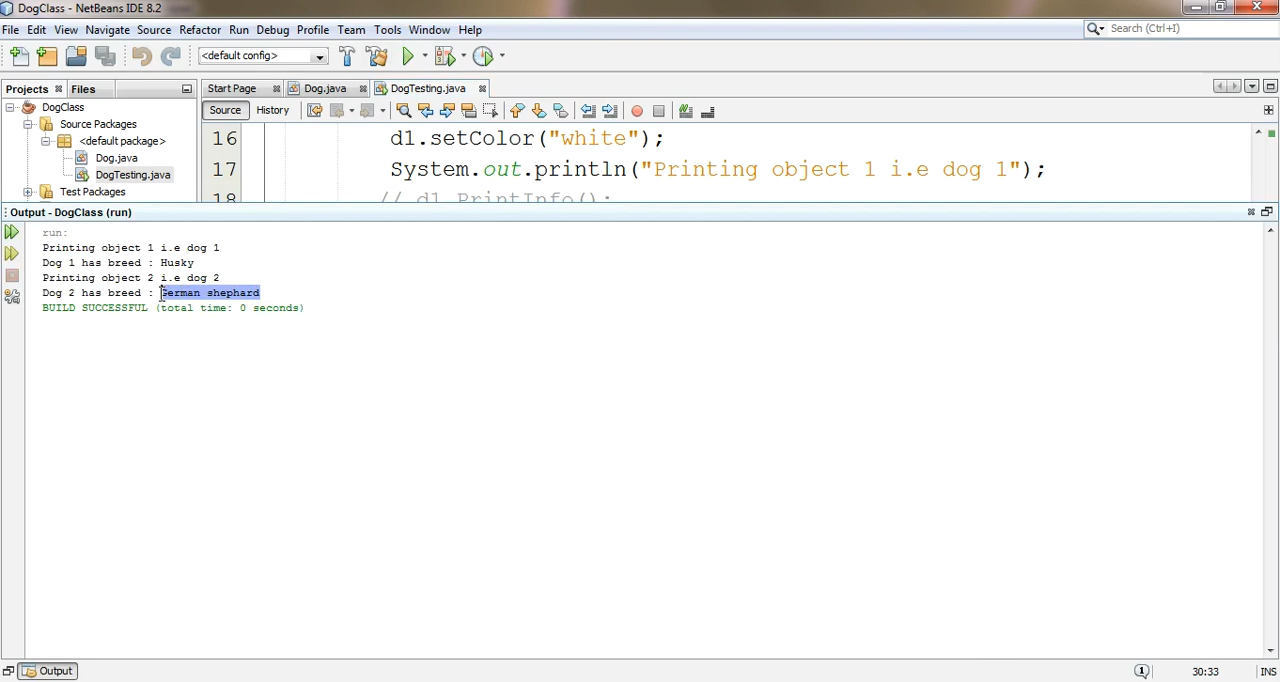 DogClass - NetBeans IDE 8.2
File Edit View Navigate Source Refactor Run Debug Profile Team Tools Window Help
Search (Ctrl+I)
<default config>
Projects Files
Start Page Dog.java DogTesting.java
DogClass
Source History
Source Packages
<default package>
Dog.java
DogTesting.java
Test Packages
16 d1.setColor("white");
17 System.out.println("Printing object 1 i.e dog 1");
18 // d1.PrintInfo();
Output - DogClass (run)
run:
Printing object 1 i.e dog 1
Dog 1 has breed : Husky
Printing object 2 i.e dog 2
Dog 2 has breed : German shephard
BUILD SUCCESSFUL (total time: 0 seconds)
Output
1
30:33 INS